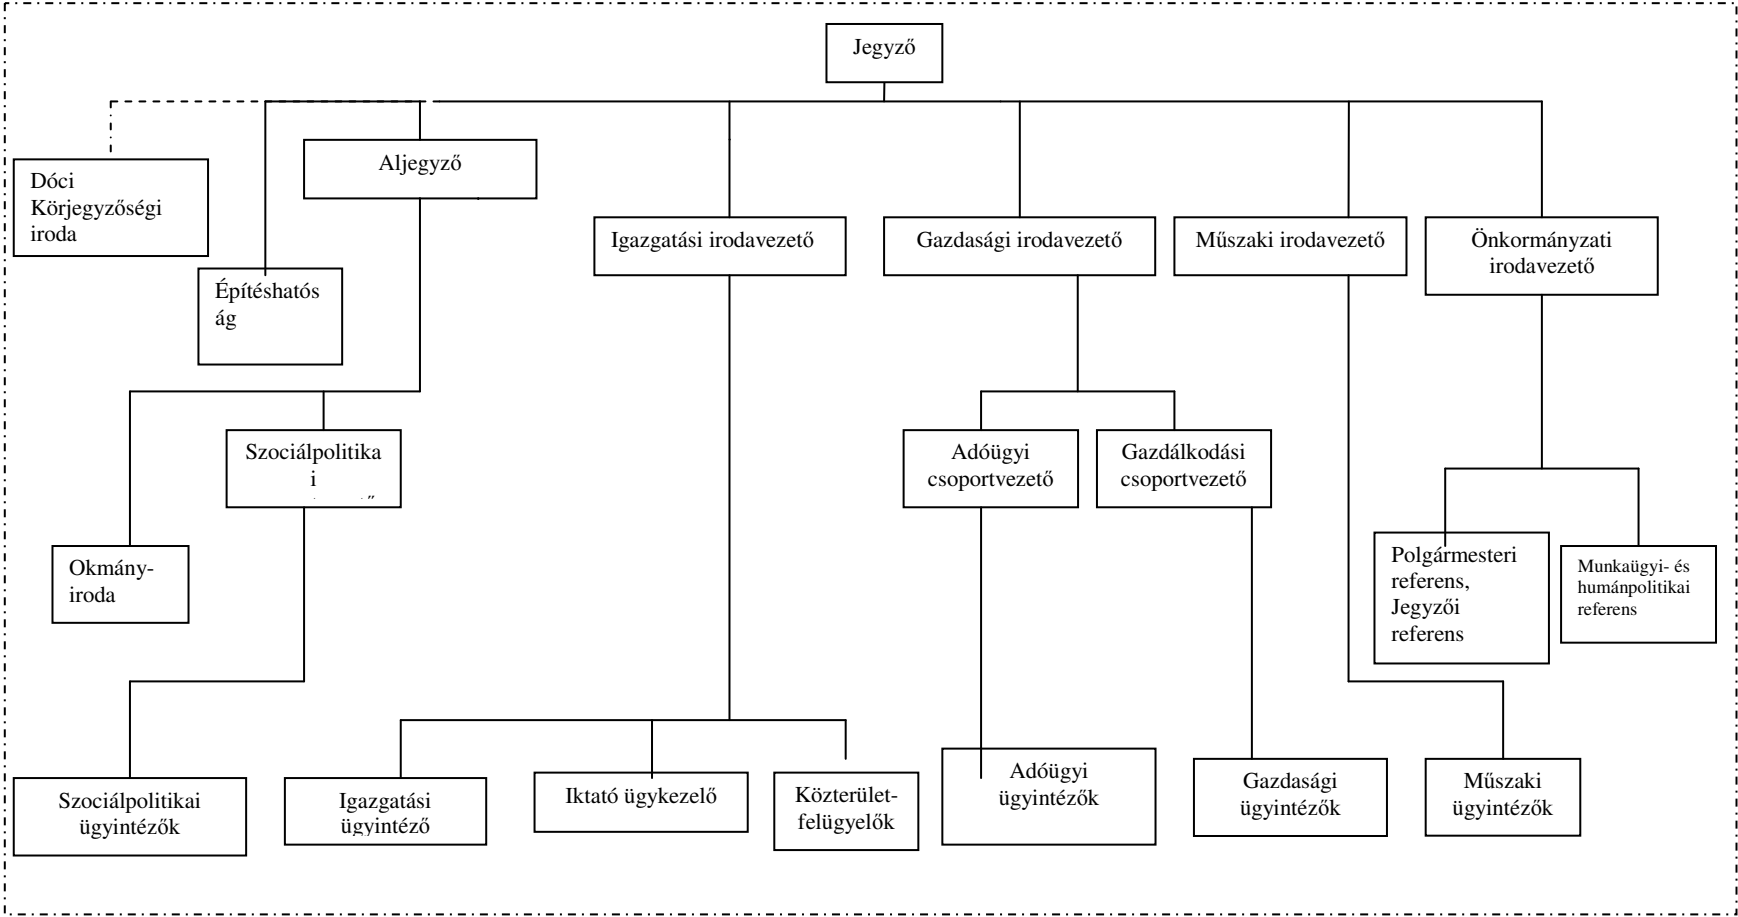 Jegyző
Aljegyző
Dóci
Körjegyzőségi
iroda
Igazgatási irodavezető
Gazdasági irodavezető
Műszaki irodavezető
Önkormányzati
irodavezető
Építéshatós
ág
Szociálpolitika
i
Adóügyi
csoportvezető
Gazdálkodási
csoportvezető
Okmány-
iroda
Polgármesteri
referens,
Jegyzői
referens
Munkaügyi- és
humánpolitikai
referens
Szociálpolitikai
ügyintézők
Igazgatási
ügyintéző
Iktató ügykezelő
Közterület-
felügyelők
Adóügyi
ügyintézők
Gazdasági
ügyintézők
Műszaki
ügyintézők